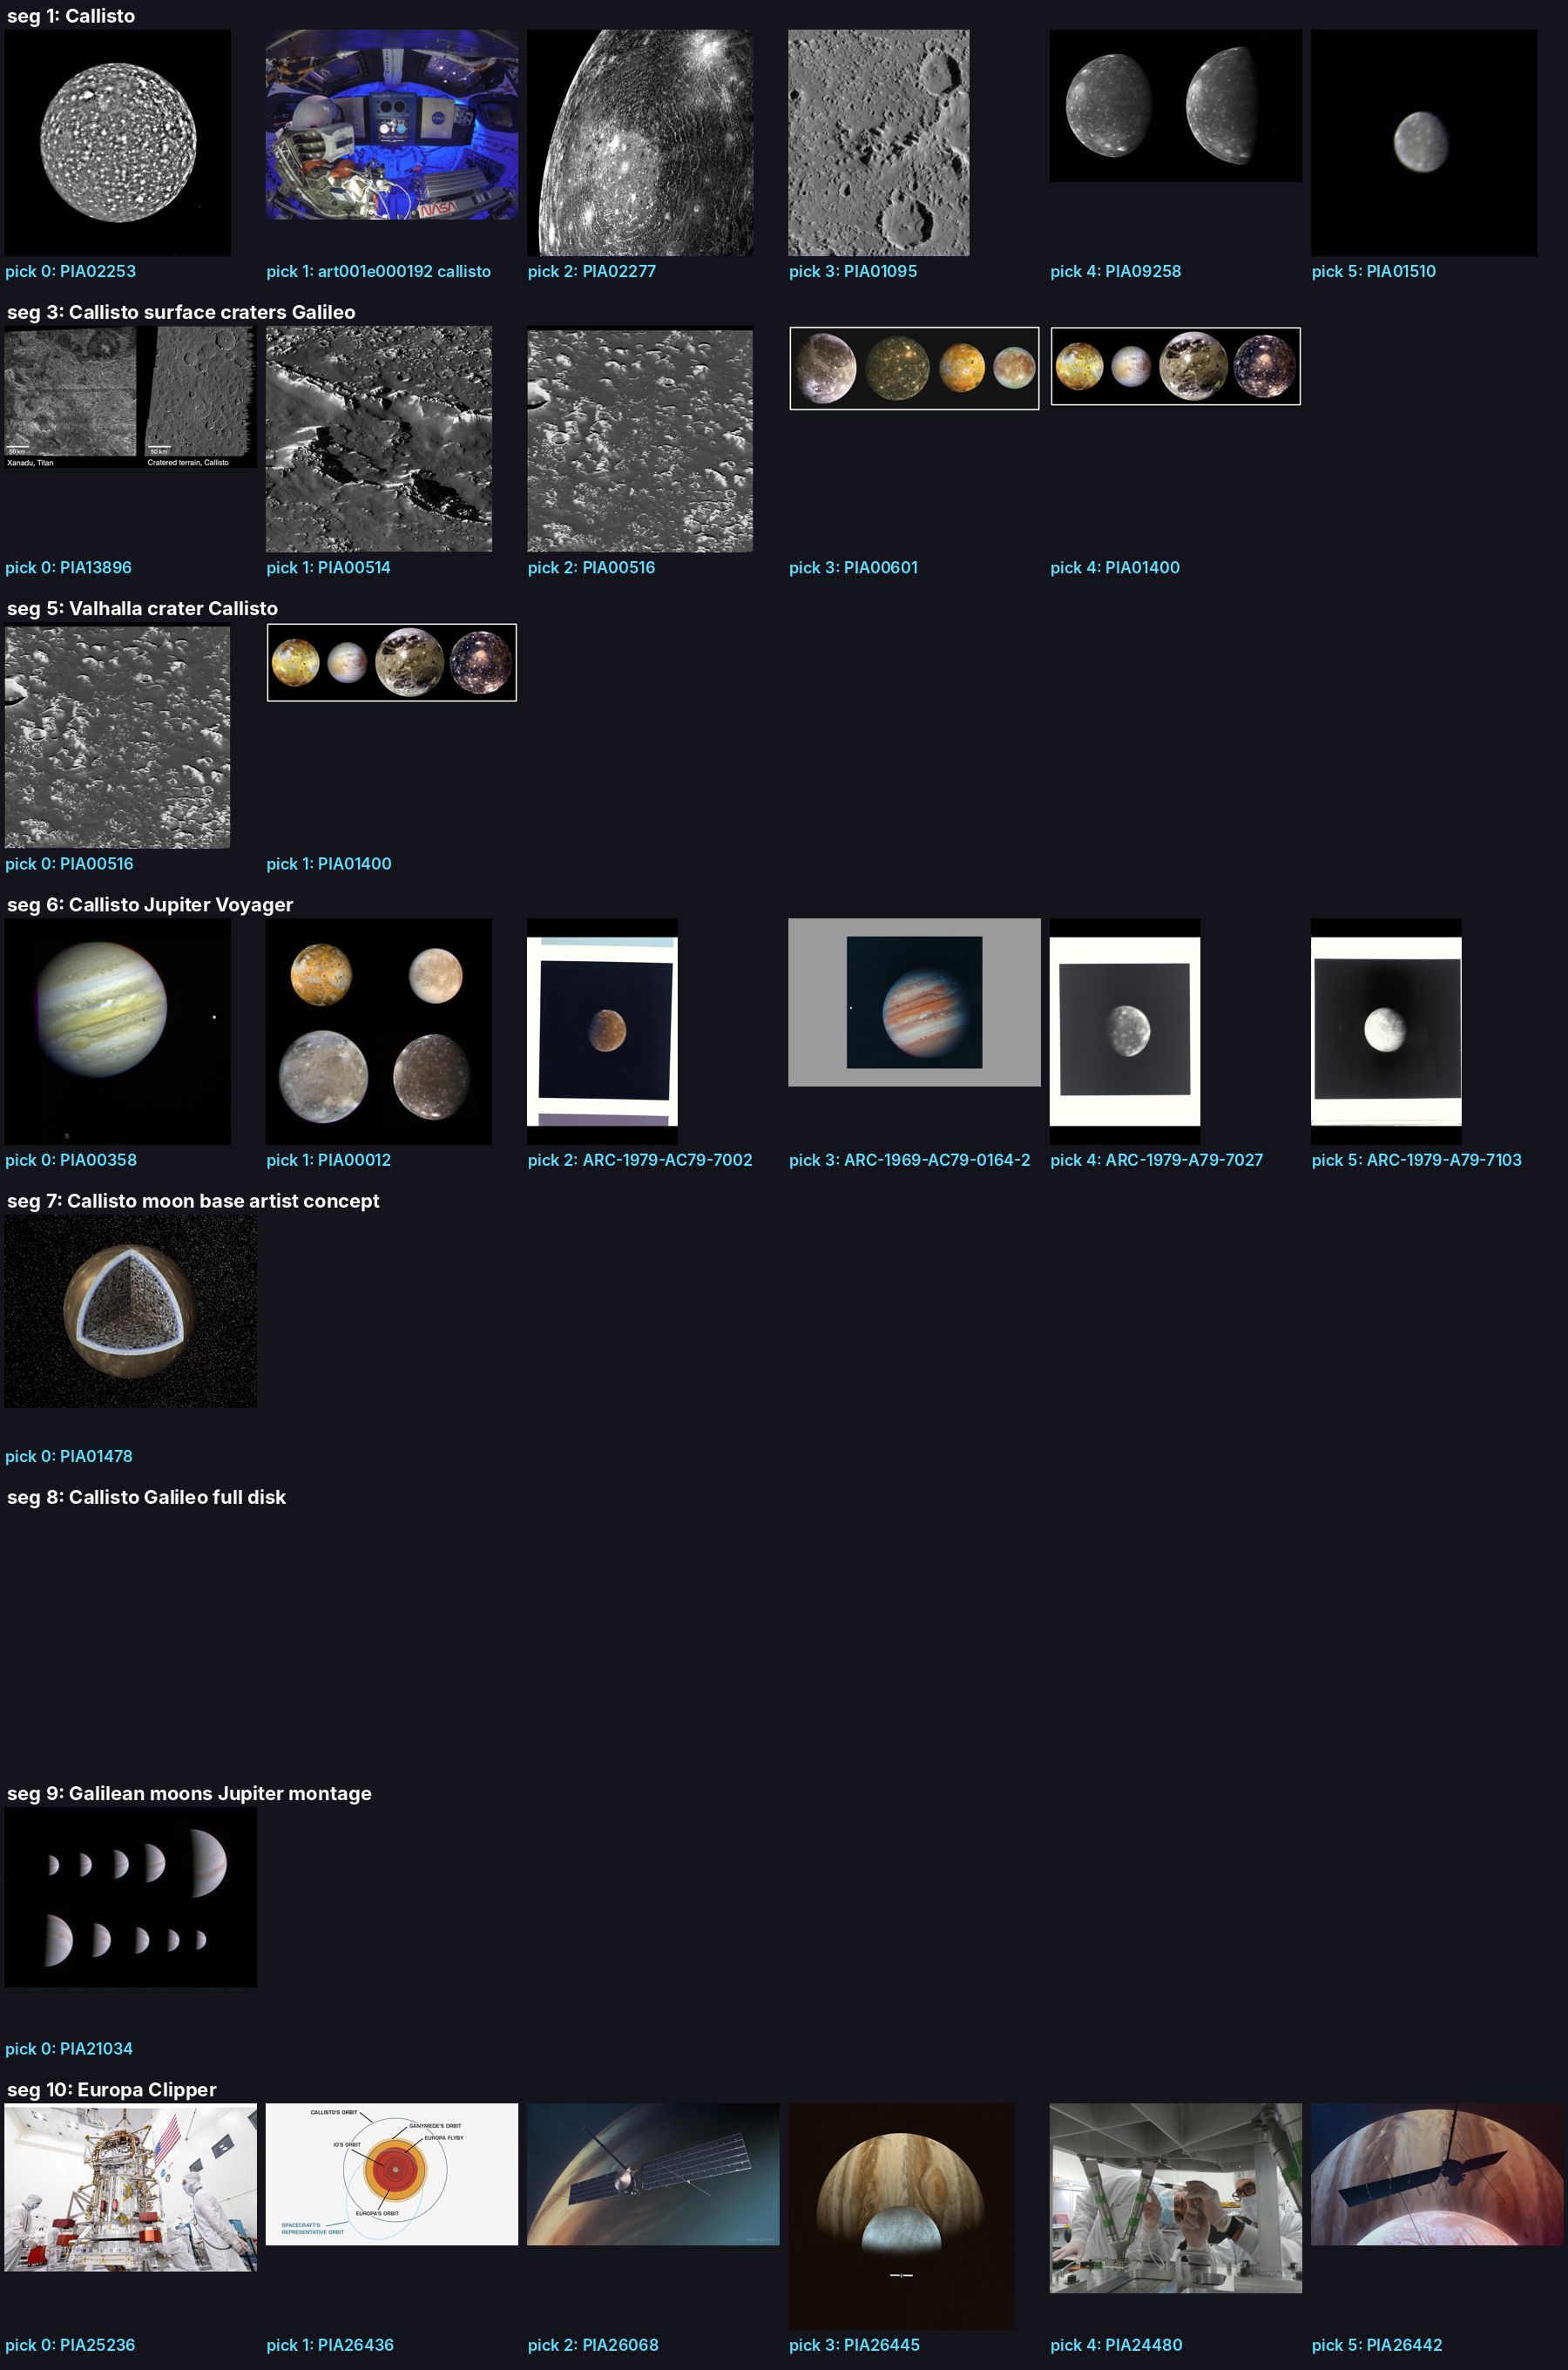 seg 1: Callisto
NASA
pick 0: PIA02253
pick 1: art001e000192 callisto
pick 2: PIA02277
pick 3: PIA01095
pick 4: PIA09258
pick 5: PIA01510
seg 3: Callisto surface craters Galileo
50 km
50 km
Xanadu, Titan
Cratered terrain, Callisto
pick 0: PIA13896
pick 1: PIA00514
pick 2: PIA00516
pick 3: PIA00601
pick 4: PIA01400
seg 5: Valhalla crater Callisto
pick 0: PIA00516
pick 1: PIA01400
seg 6: Callisto Jupiter Voyager
pick 0: PIA00358
pick 1: PIA00012
pick 2: ARC-1979-AC79-7002
pick 3: ARC-1969-AC79-0164-2
pick 4: ARC-1979-A79-7027
pick 5: ARC-1979-A79-7103
seg 7: Callisto moon base artist concept
pick 0: PIA01478
seg 8: Callisto Galileo full disk
seg 9: Galilean moons Jupiter montage
pick 0: PIA21034
seg 10: Europa Clipper
CALLISTO'S ORBIT
GANYMEDE'S ORBIT
EUROPA FLYBY
IO'S ORBIT
EUROPA'S ORBIT
SPACECRAFT'S
REPRESENTATIVE ORBIT
pick 0: PIA25236
pick 1: PIA26436
pick 2: PIA26068
pick 3: PIA26445
pick 4: PIA24480
pick 5: PIA26442